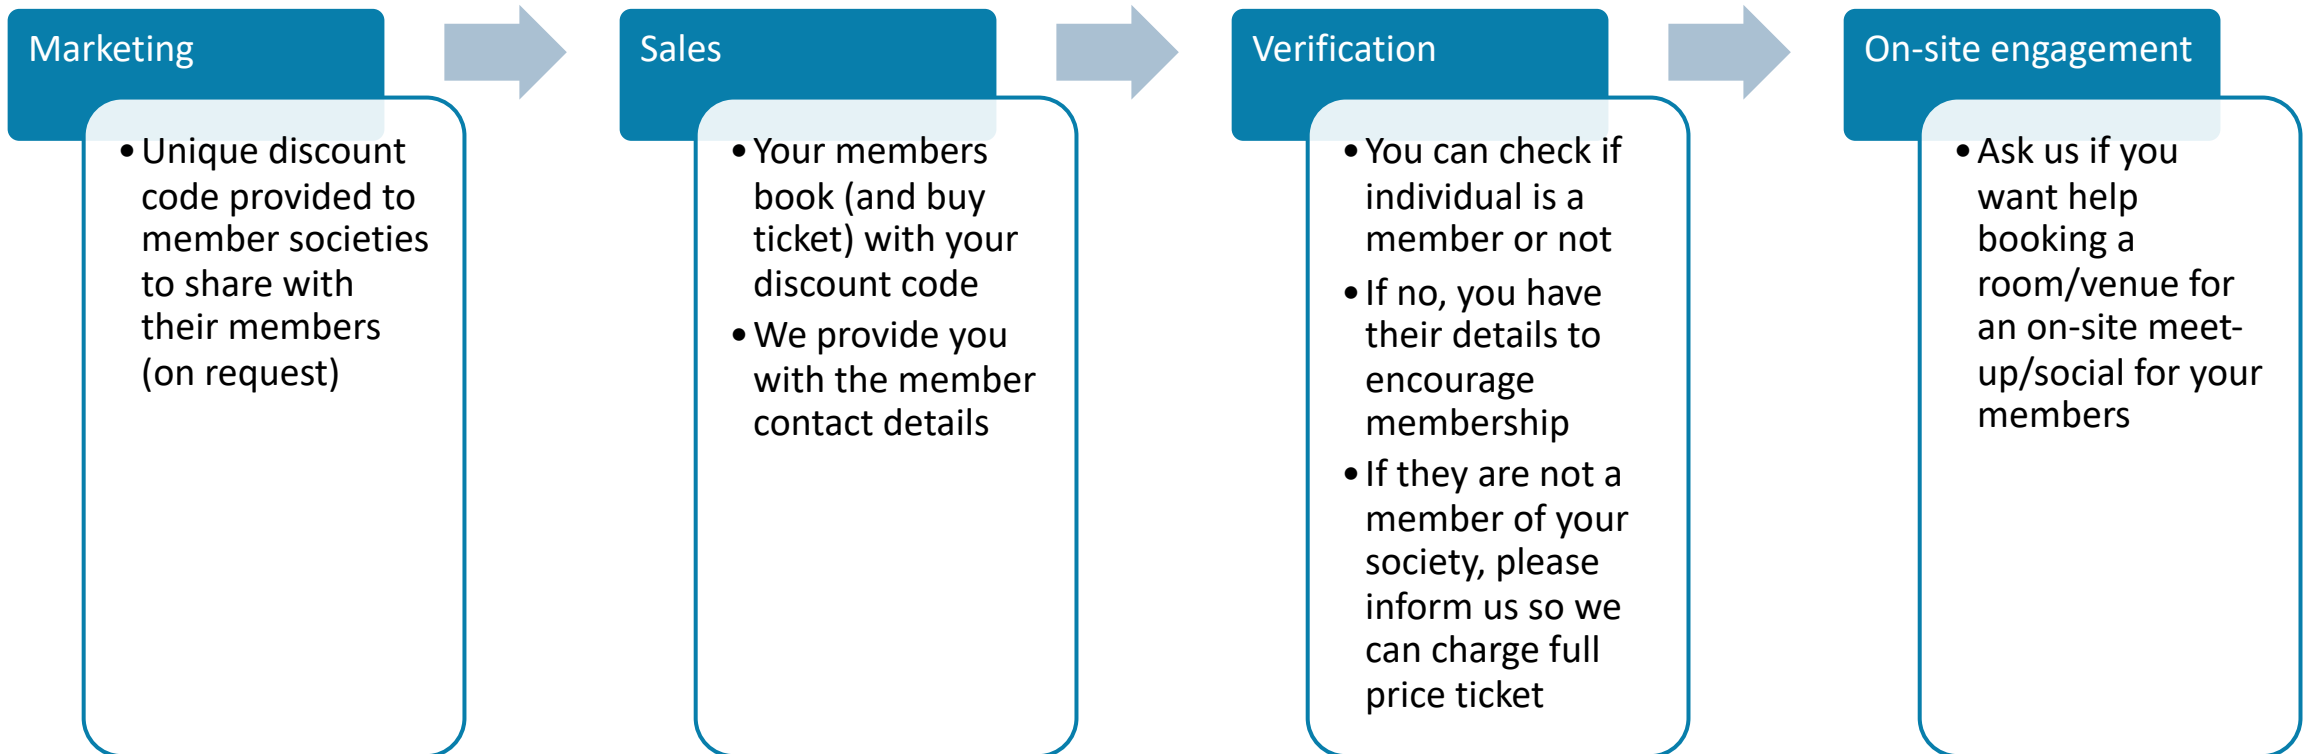 Marketing
• Unique discount
code provided to
member societies
to share with
their members
(on request)
Sales
• Your members
book (and buy
ticket) with your
discount code
• We provide you
with the member
contact details
Verification
• You can check if
individual is a
member or not
• If no, you have
their details to
encourage
membership
• If they are not a
member of your
society, please
inform us so we
can charge full
price ticket
On-site engagement
• Ask us if you
want help
booking a
room/venue for
an on-site meet-
up/social for your
members